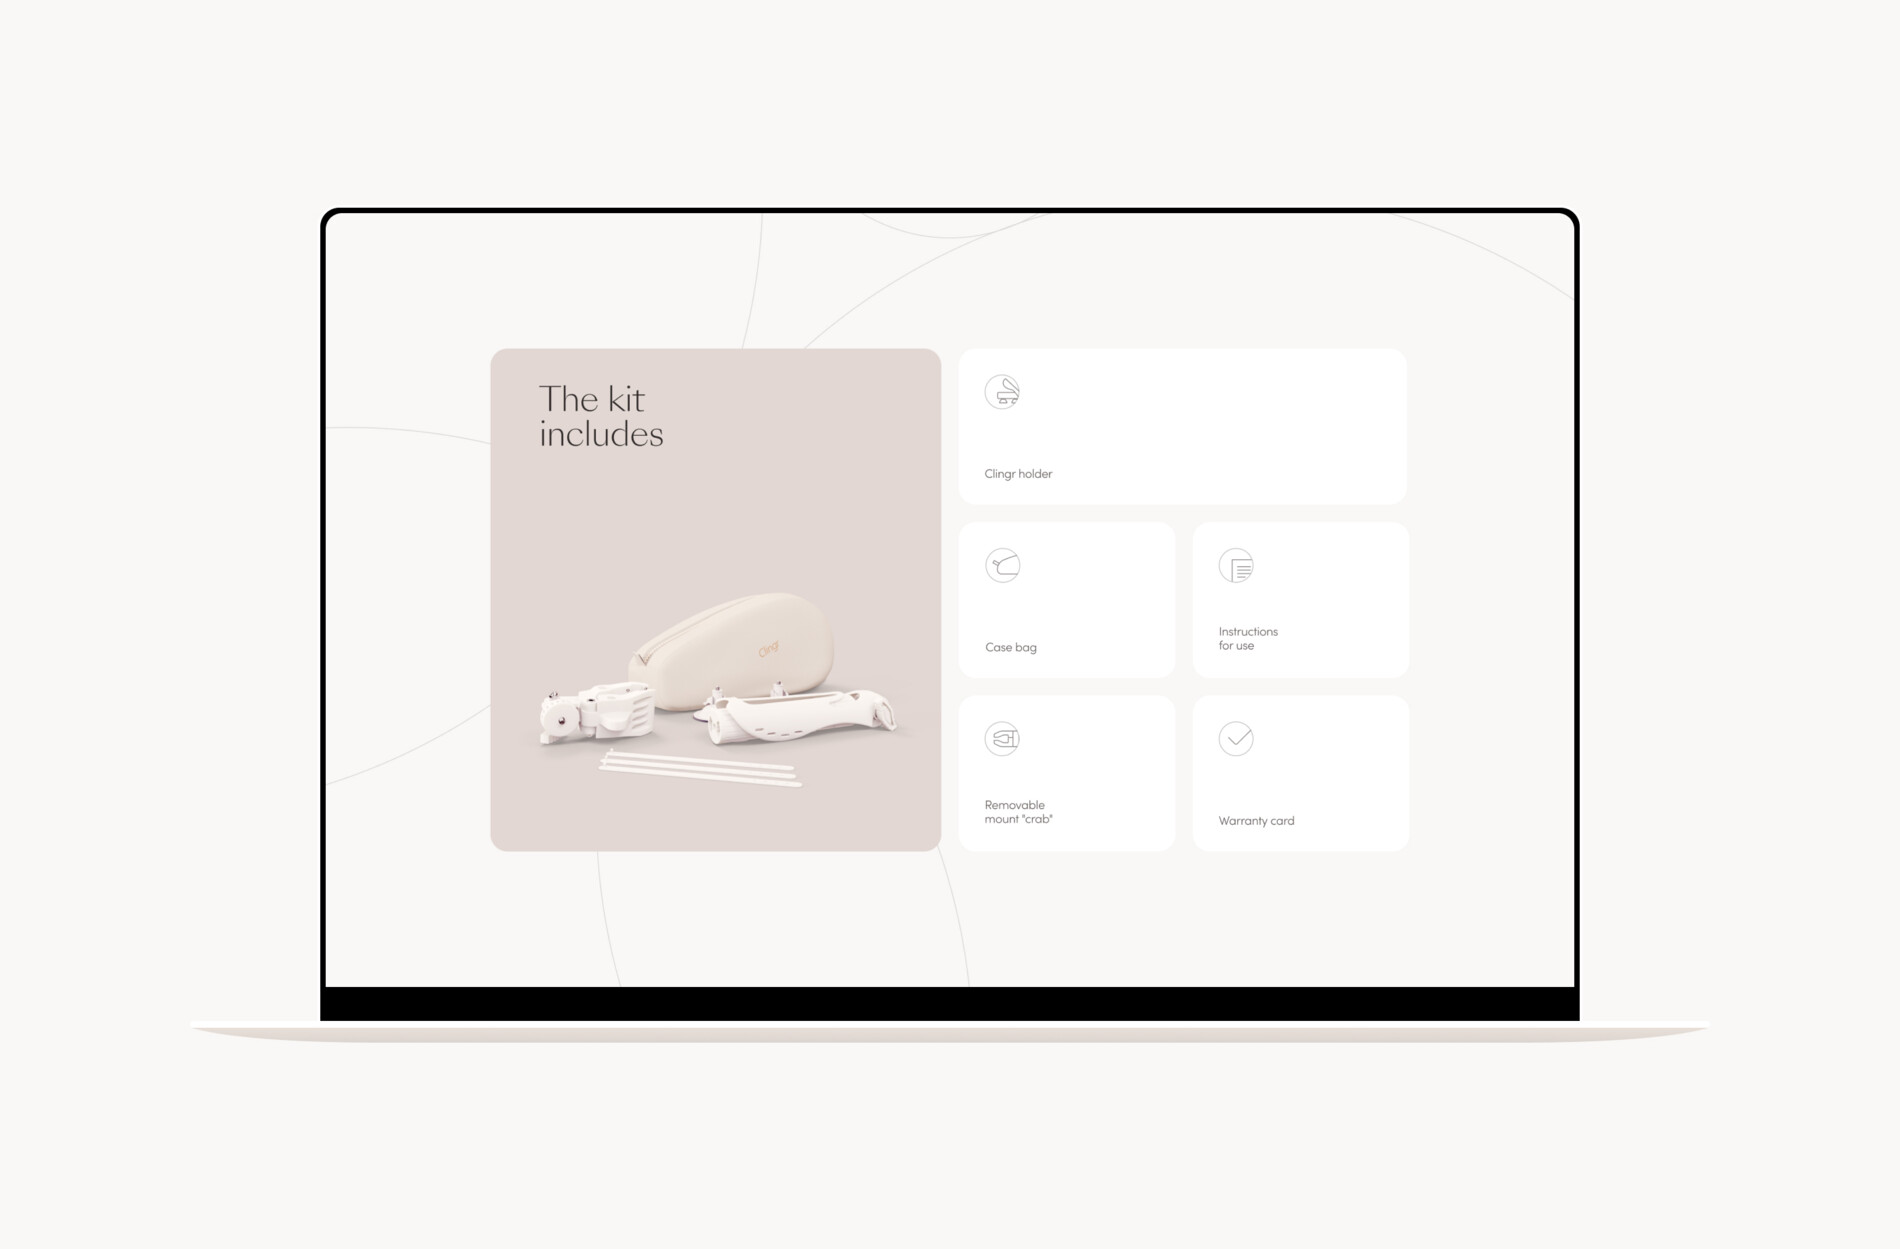 The kit
includes
Clingr
Clingr holder
Case bag
Instructions
for use
Removable
mount "crab"
Warranty card